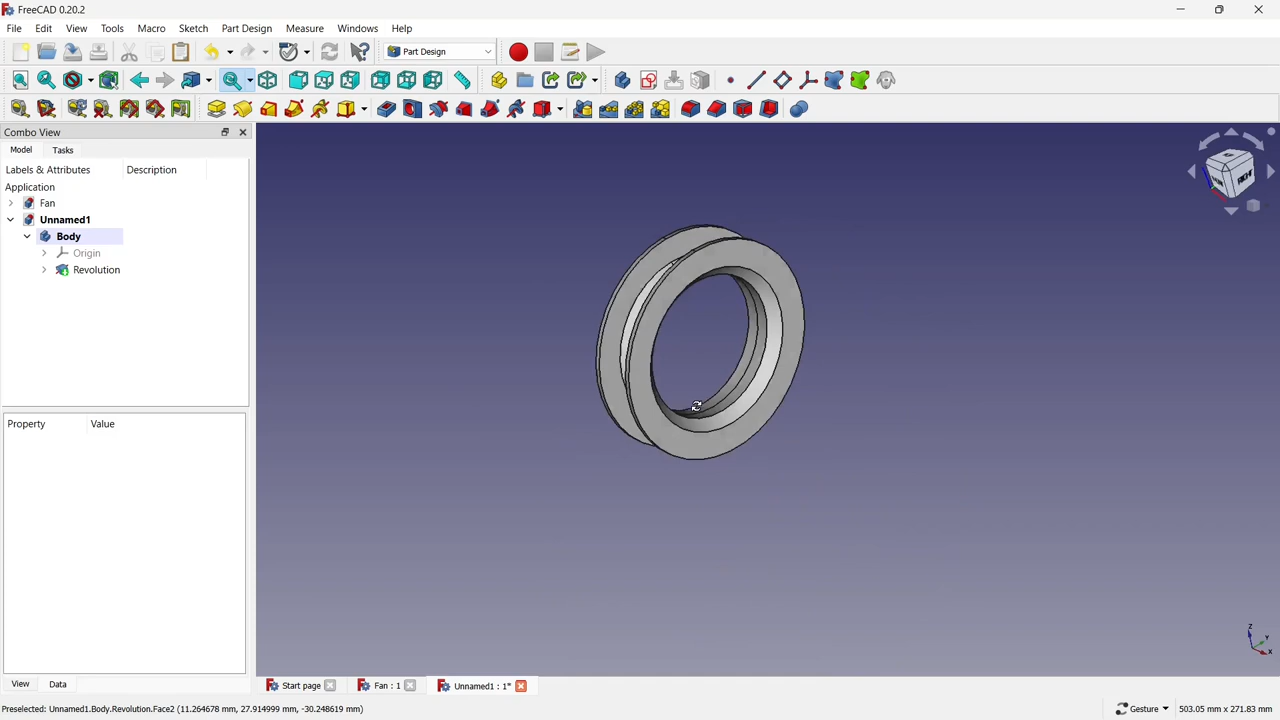 FreeCAD 0.20.2
File Edit View Tools Macro Sketch Part Design Measure Windows Help
Part Design
Combo View
Model Tasks
Labels & Attributes Description
Application
Fan
Unnamed1
Body
Origin
Revolution
Property Value
View Data
Start page Fan : 1 Unnamed1 : 1*
Preselected: Unnamed1.Body.Revolution.Face2 (11.264678 mm, 27.914999 mm, -30.248619 mm) Gesture 503.05 mm x 271.83 mm
RIGHT
Z
Y
X